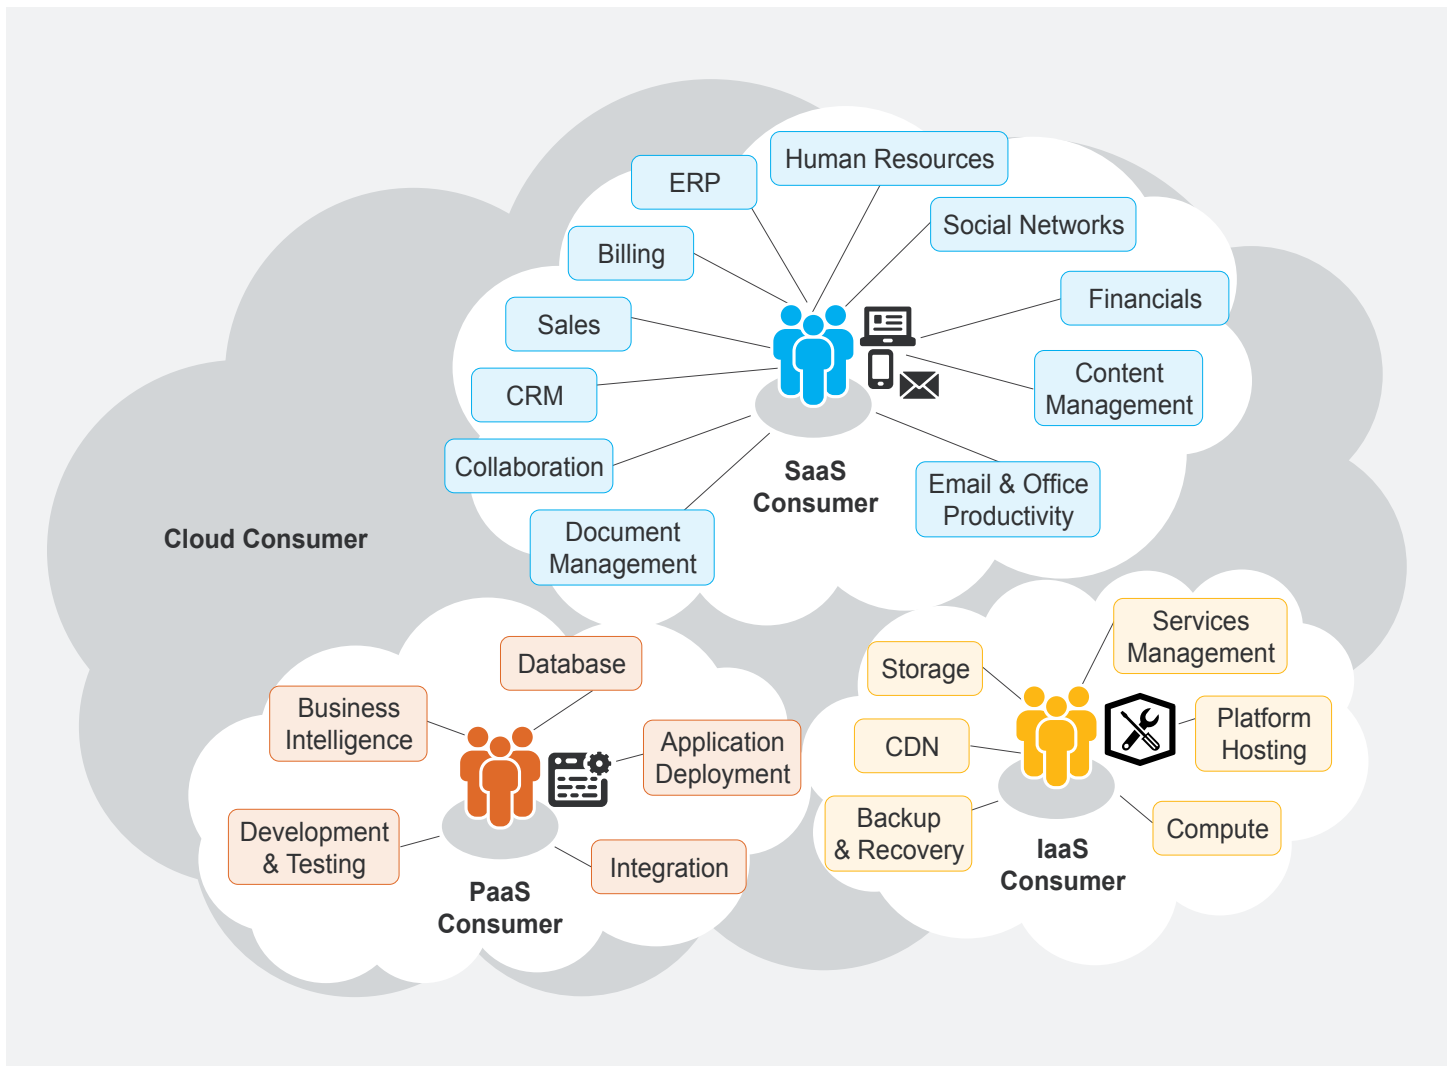 Human Resources
ERP
Social Networks
Billing
Financials
Sales
Content
Management
CRM
Collaboration
SaaS
Consumer
Email & Office
Productivity
Document
Management
Cloud Consumer
Database
Business
Intelligence
Application
Deployment
Development
& Testing
Integration
PaaS
Consumer
Services
Management
Storage
Platform
Hosting
CDN
Backup
& Recovery
Compute
IaaS
Consumer